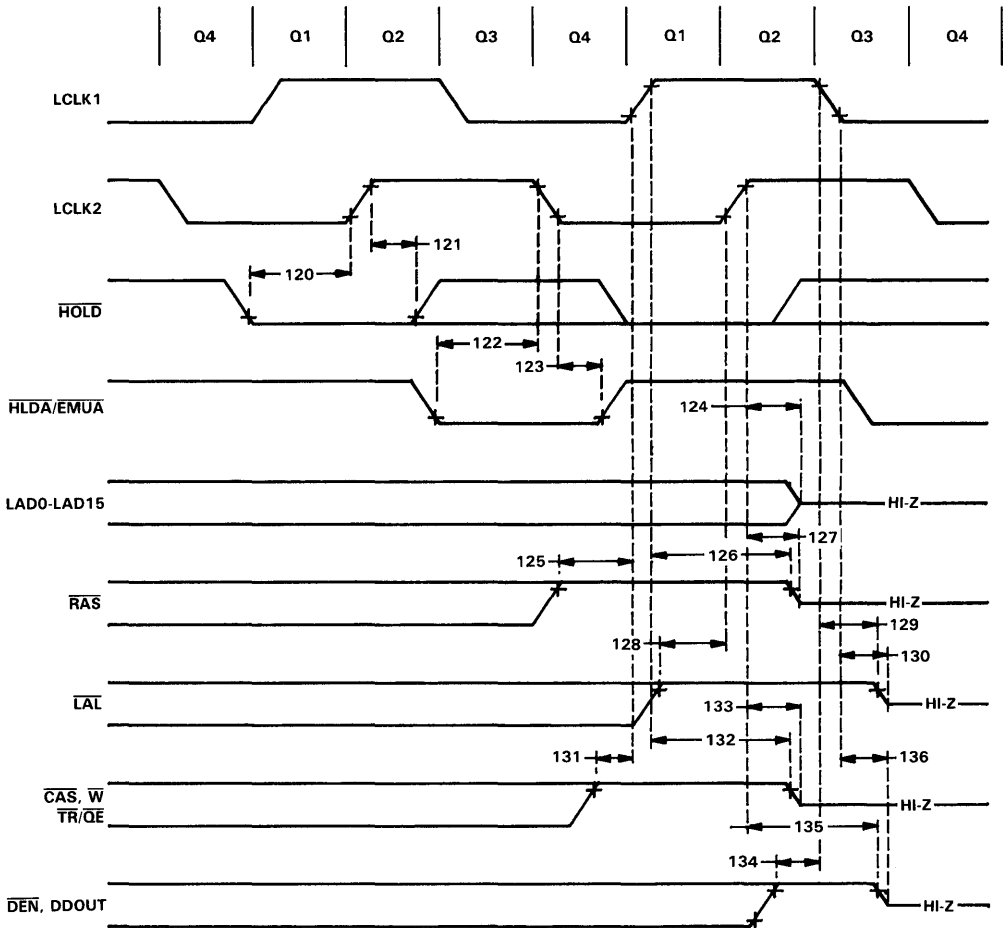 Q4 Q1 Q2 Q3 Q4 Q1 Q2 Q3 Q4
LCLK1
LCLK2
121
120
HOLD
122
123
HLDA/EMUA
124
LAD0-LAD15
HI-Z
127
125
126
RAS
HI-Z
129
128
130
LAL
HI-Z
133
132
131
136
CAS, W
TR/QE
HI-Z
135
134
DEN, DDOUT
HI-Z